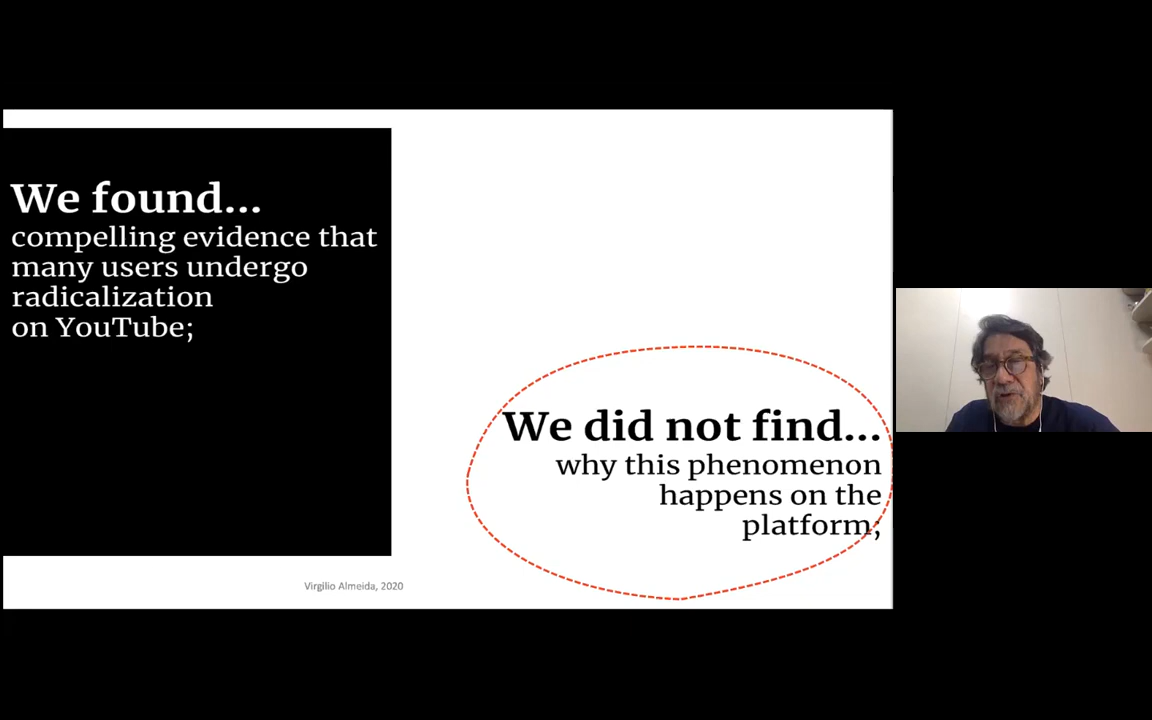 We found...
compelling evidence that
many users undergo
radicalization
on YouTube;
We did not find...
why this phenomenon
happens on the
platform;
Virgílio Almeida, 2020